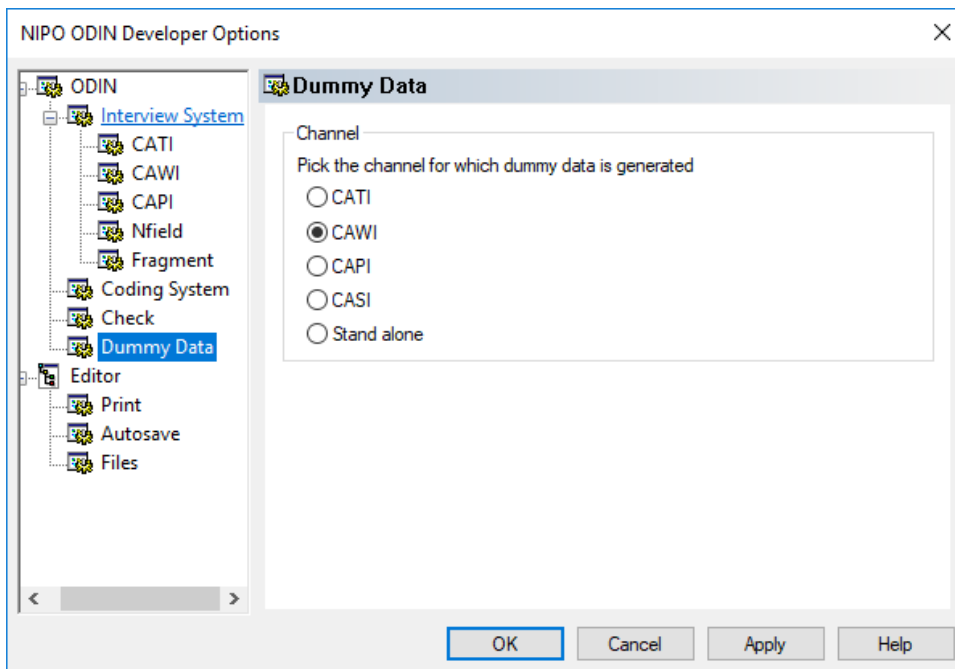 NIPO ODIN Developer Options
ODIN
Interview System
CATI
CAWI
CAPI
Nfield
Fragment
Coding System
Check
Dummy Data
Editor
Print
Autosave
Files
Dummy Data
Channel
Pick the channel for which dummy data is generated
CATI
CAWI
CAPI
CASI
Stand alone
OK
Cancel
Apply
Help